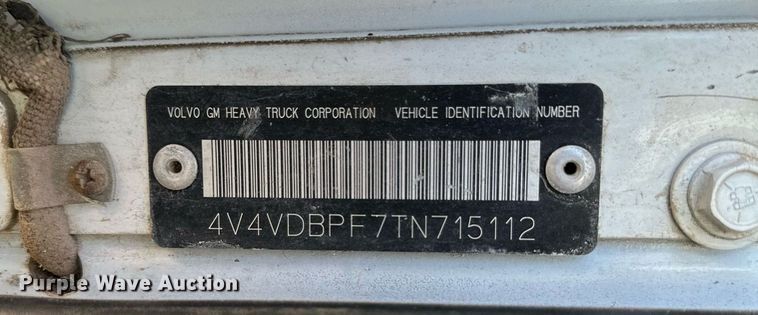 VOLVO GM HEAVY TRUCK CORPORATION VEHICLE IDENTIFICATION NUMBER
4V4VDBPF7TN715112
Purple Wave Auction